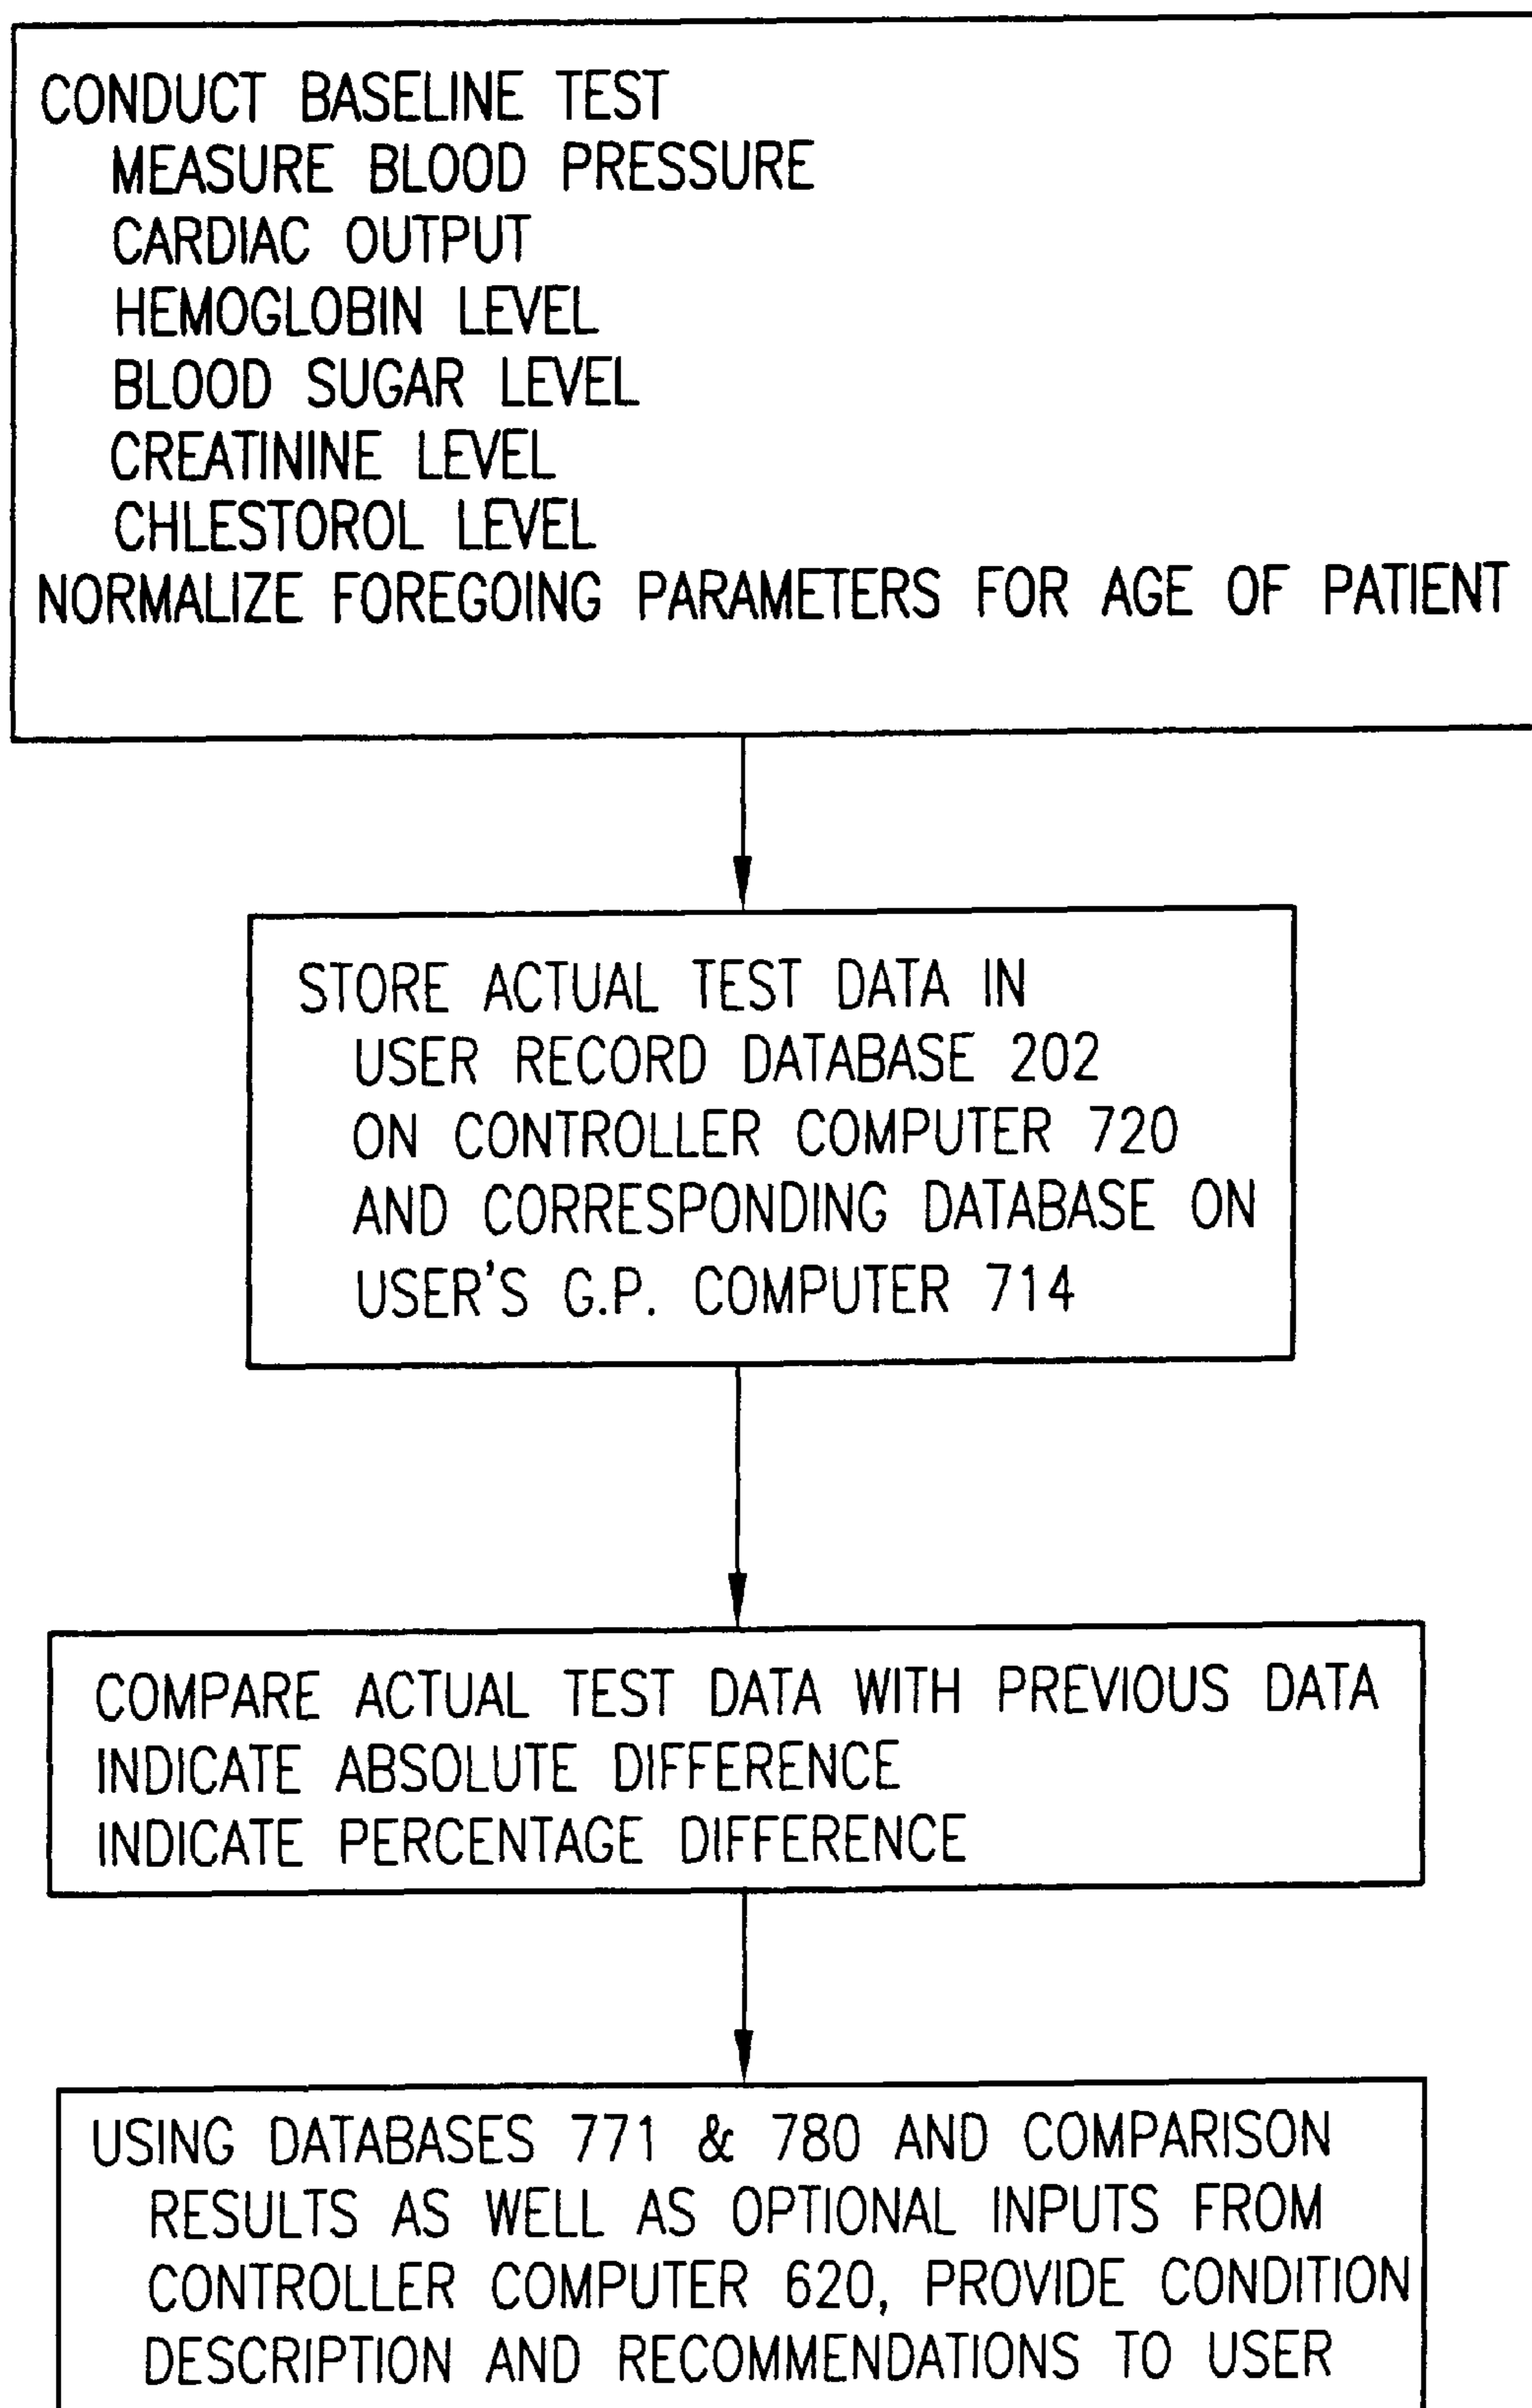 CONDUCT BASELINE TEST
MEASURE BLOOD PRESSURE
CARDIAC OUTPUT
HEMOGLOBIN LEVEL
BLOOD SUGAR LEVEL
CREATININE LEVEL
CHLESTOROL LEVEL
NORMALIZE FOREGOING PARAMETERS FOR AGE OF PATIENT
STORE ACTUAL TEST DATA IN
USER RECORD DATABASE 202
ON CONTROLLER COMPUTER 720
AND CORRESPONDING DATABASE ON
USER'S G.P. COMPUTER 714
COMPARE ACTUAL TEST DATA WITH PREVIOUS DATA
INDICATE ABSOLUTE DIFFERENCE
INDICATE PERCENTAGE DIFFERENCE
USING DATABASES 771 & 780 AND COMPARISON
RESULTS AS WELL AS OPTIONAL INPUTS FROM
CONTROLLER COMPUTER 620, PROVIDE CONDITION
DESCRIPTION AND RECOMMENDATIONS TO USER